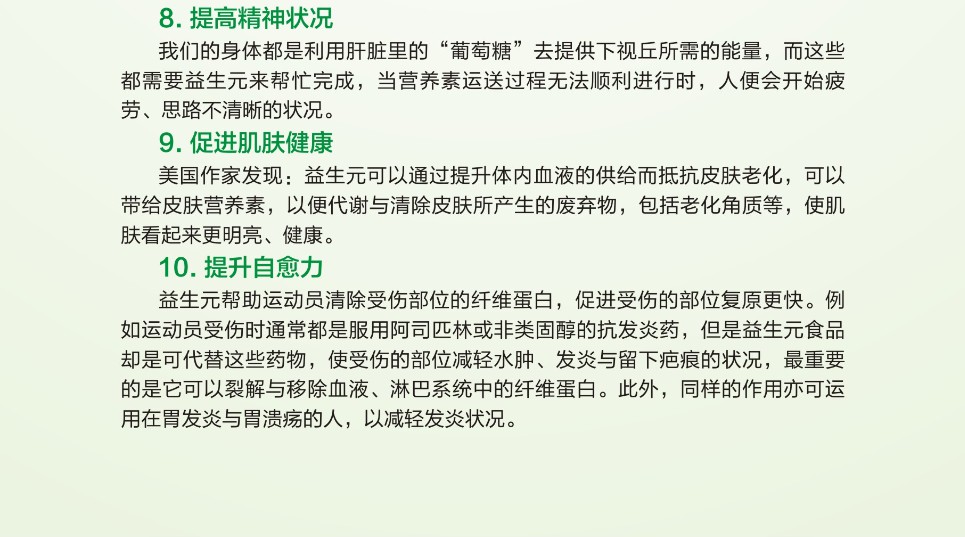 8. 提高精神状况
我们的身体都是利用肝脏里的“葡萄糖”去提供下视丘所需的能量，而这些
都需要益生元来帮忙完成，当营养素运送过程无法顺利进行时，人便会开始疲
劳、思路不清晰的状况。
9. 促进肌肤健康
美国作家发现：益生元可以通过提升体内血液的供给而抵抗皮肤老化，可以
带给皮肤营养素，以便代谢与清除皮肤所产生的废弃物，包括老化角质等，使肌
肤看起来更明亮、健康。
10. 提升自愈力
益生元帮助运动员清除受伤部位的纤维蛋白，促进受伤的部位复原更快。例
如运动员受伤时通常都是服用阿司匹林或非类固醇的抗发炎药，但是益生元食品
却是可代替这些药物，使受伤的部位减轻水肿、发炎与留下疤痕的状况，最重要
的是它可以裂解与移除血液、淋巴系统中的纤维蛋白。此外，同样的作用亦可运
用在胃发炎与胃溃疡的人，以减轻发炎状况。